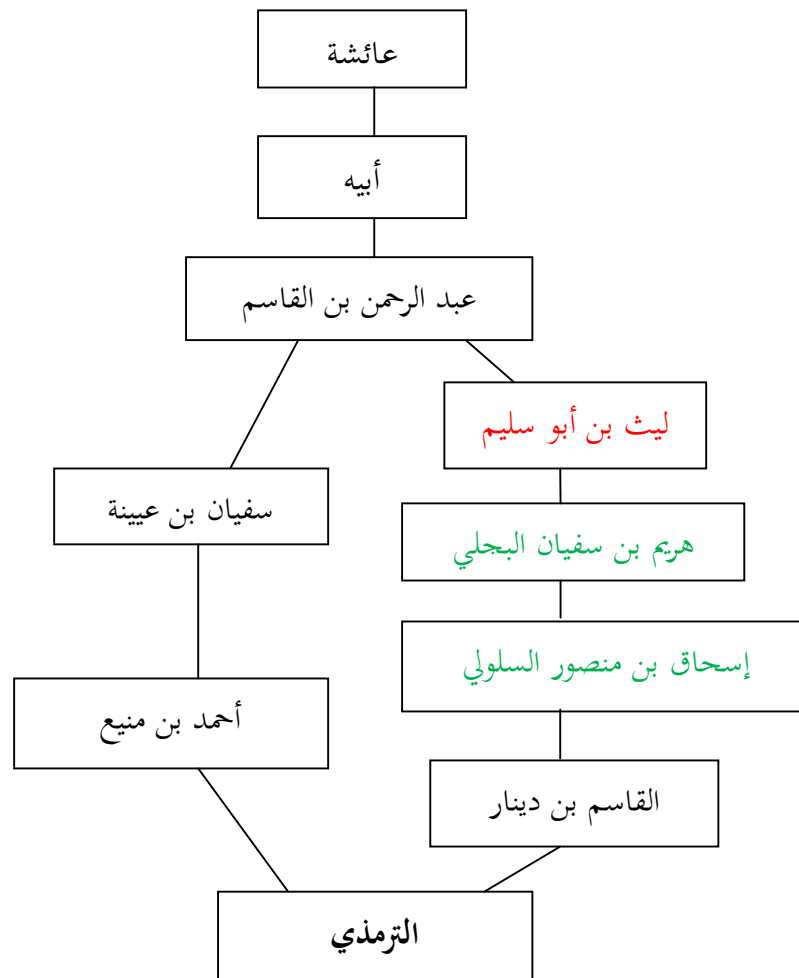 عائشة
أبيه
عبد الرحمن بن القاسم
ليث بن أبو سليم
سفيان بن عيينة
هريم بن سفيان البجلي
إسحاق بن منصور السلولي
أحمد بن منيع
القاسم بن دينار
الترمذي